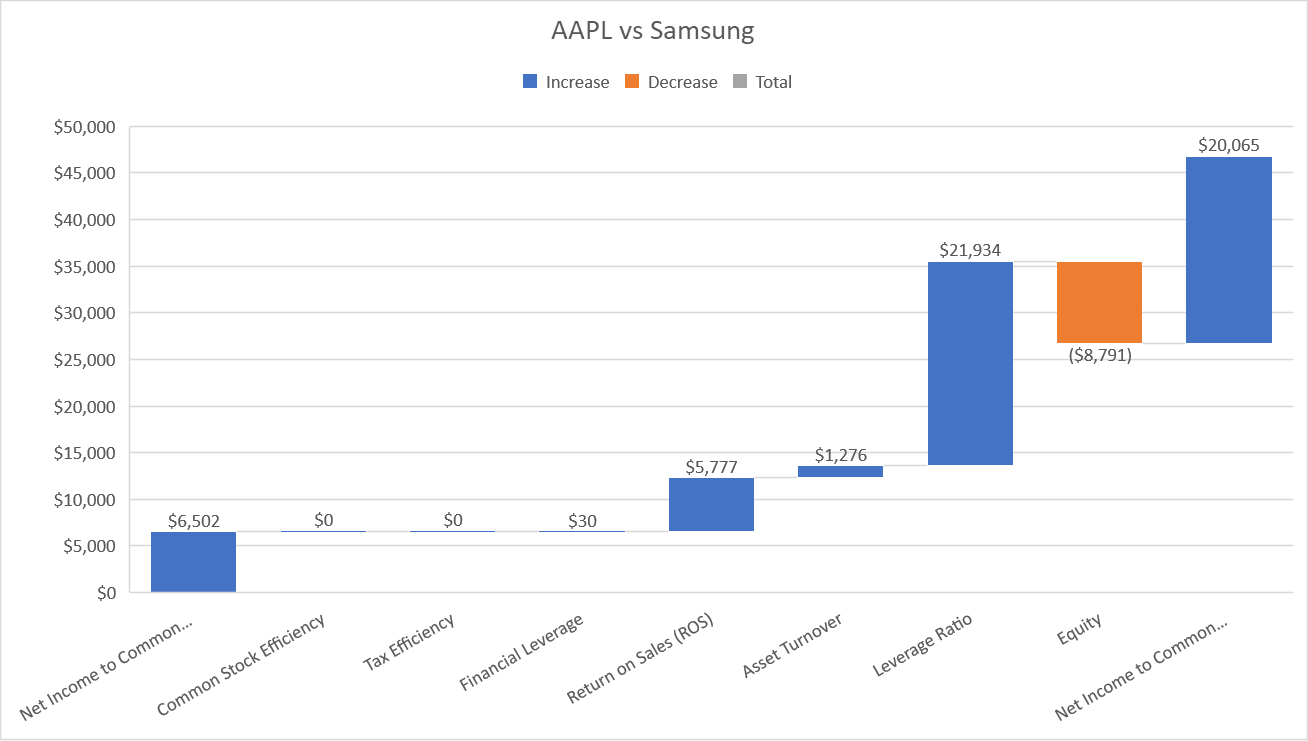 AAPL vs Samsung
Increase Decrease Total
$50,000
$45,000
$40,000
$35,000
$30,000
$25,000
$20,000
$15,000
$10,000
$5,000
$0
$6,502
$0
$0
$30
$5,777
$1,276
$21,934
($8,791)
$20,065
Net Income to Common...
Common Stock Efficiency
Tax Efficiency
Financial Leverage
Return on Sales (ROS)
Asset Turnover
Leverage Ratio
Equity
Net Income to Common...